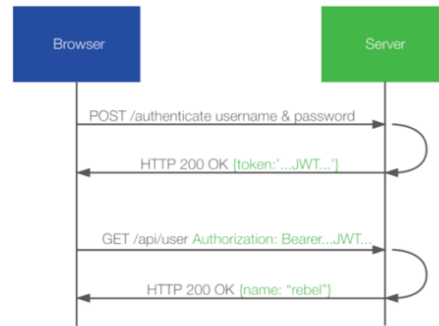 Browser
Server
POST /authenticate username & password
HTTP 200 OK {token:'...JWT...'}
GET /api/user Authorization: Bearer...JWT...
HTTP 200 OK {name: “rebel”}